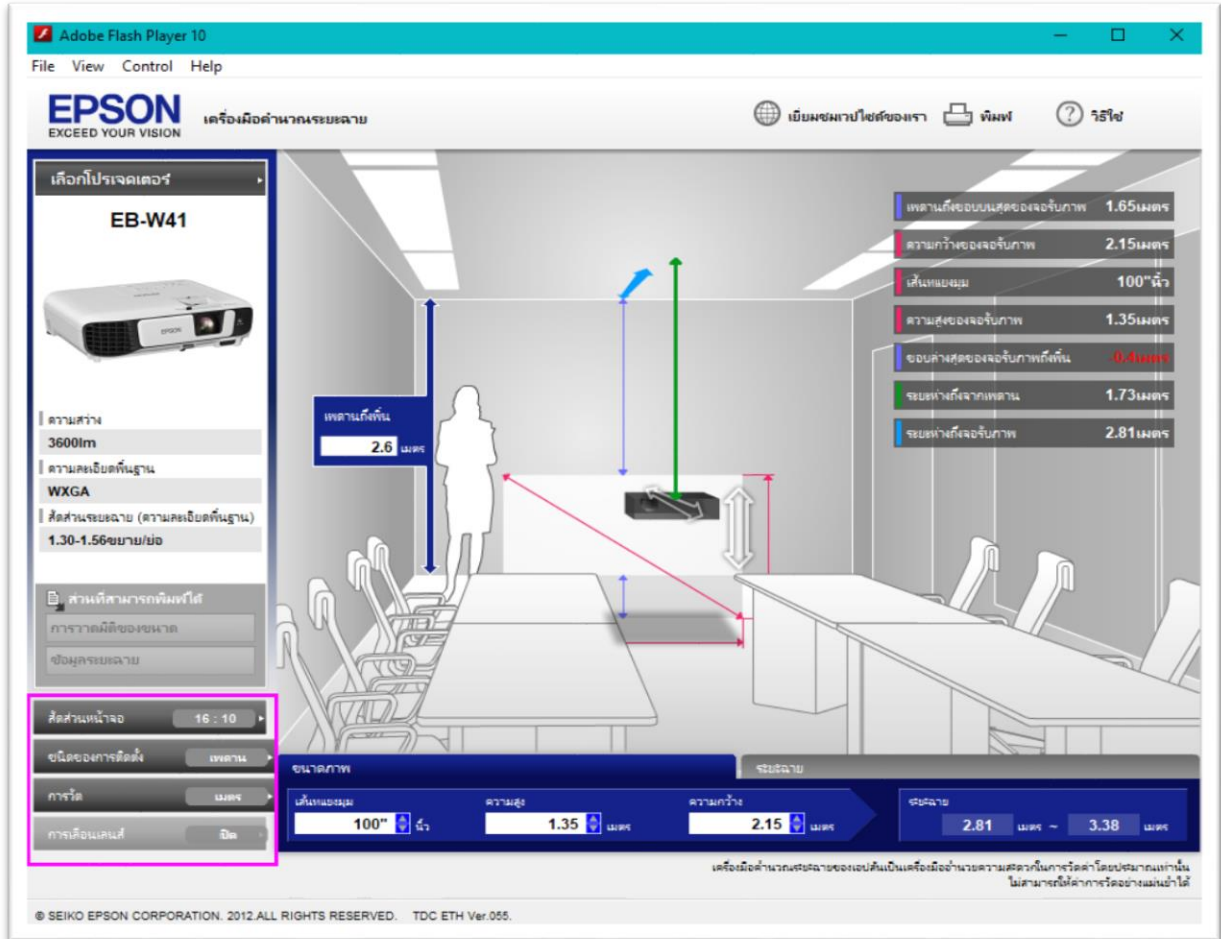 Adobe Flash Player 10
File View Control Help
EPSON
EXCEED YOUR VISION
เครื่องมือคำนวณระยะฉาย
เยี่ยมชมเวปไซต์ของเรา
พิมพ์
วิธีใช้
เลือกโปรเจคเตอร์
EB-W41
EPSON
ความสว่าง
3600lm
ความละเอียดพื้นฐาน
WXGA
สัดส่วนระยะฉาย (ความละเอียดพื้นฐาน)
1.30-1.56ขยาย/ย่อ
ส่วนที่สามารถพิมพ์ได้
การวาดมิติของขนาด
ข้อมูลระยะฉาย
สัดส่วนหน้าจอ 16 : 10
ชนิดของการติดตั้ง เพดาน
การวัด เมตร
การเลื่อนเลนส์ ปิด
เพดานถึงพื้น
2.6 เมตร
เพดานถึงขอบบนสุดของจอรับภาพ 1.65เมตร
ความกว้างของจอรับภาพ 2.15เมตร
เส้นทแยงมุม 100"นิ้ว
ความสูงของจอรับภาพ 1.35เมตร
ขอบล่างสุดของจอรับภาพถึงพื้น -0.4เมตร
ระยะห่างถึงจากเพดาน 1.73เมตร
ระยะห่างถึงจอรับภาพ 2.81เมตร
ขนาดภาพ
ระยะฉาย
เส้นทแยงมุม ความสูง ความกว้าง ระยะฉาย
100" นิ้ว 1.35 เมตร 2.15 เมตร 2.81 เมตร ~ 3.38 เมตร
เครื่องมือคำนวณระยะฉายของเอปสันเป็นเครื่องมืออำนวยความสะดวกในการวัดค่าโดยประมาณเท่านั้น
ไม่สามารถให้ค่าการวัดอย่างแม่นยำได้
© SEIKO EPSON CORPORATION. 2012.ALL RIGHTS RESERVED. TDC ETH Ver.055.